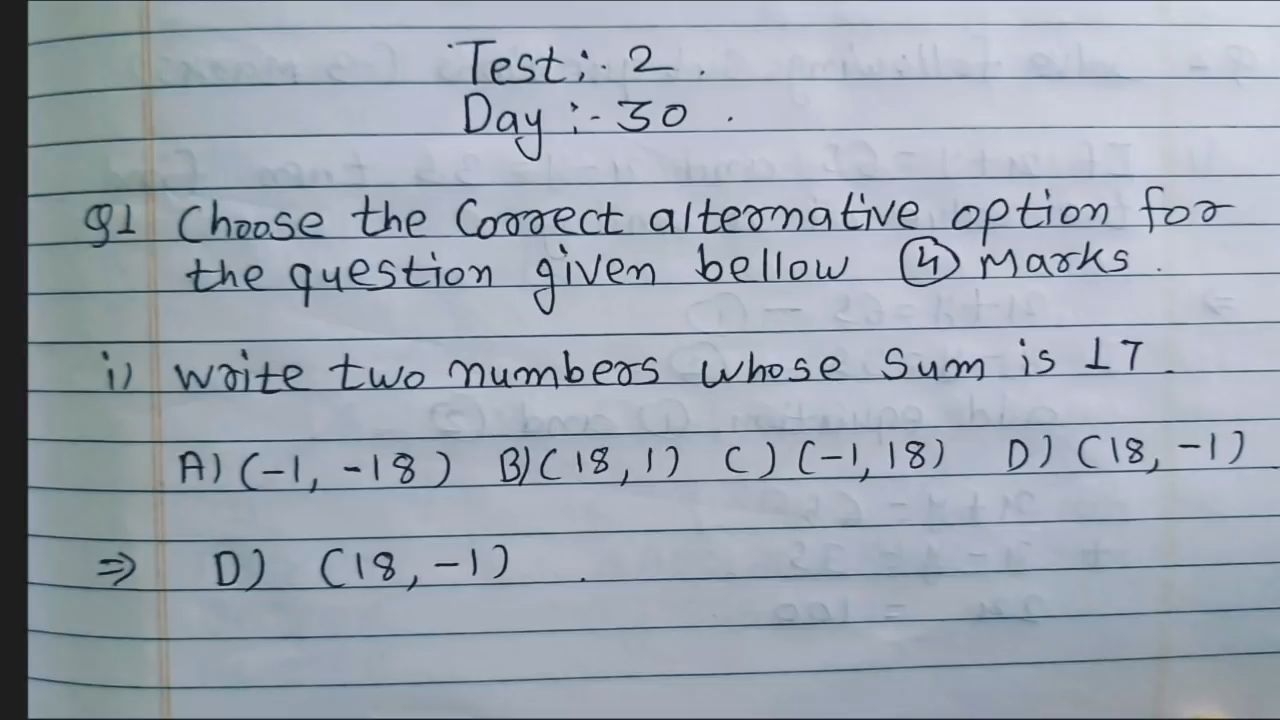 Test :- 2.
Day :- 30.
Q1 Choose the Correct alternative option for
the question given bellow (4) Marks.
i) Write two numbers whose Sum is 17.
A) (-1, -18) B) (18, 1) C) (-1, 18) D) (18, -1)
⇒ D) (18, -1).